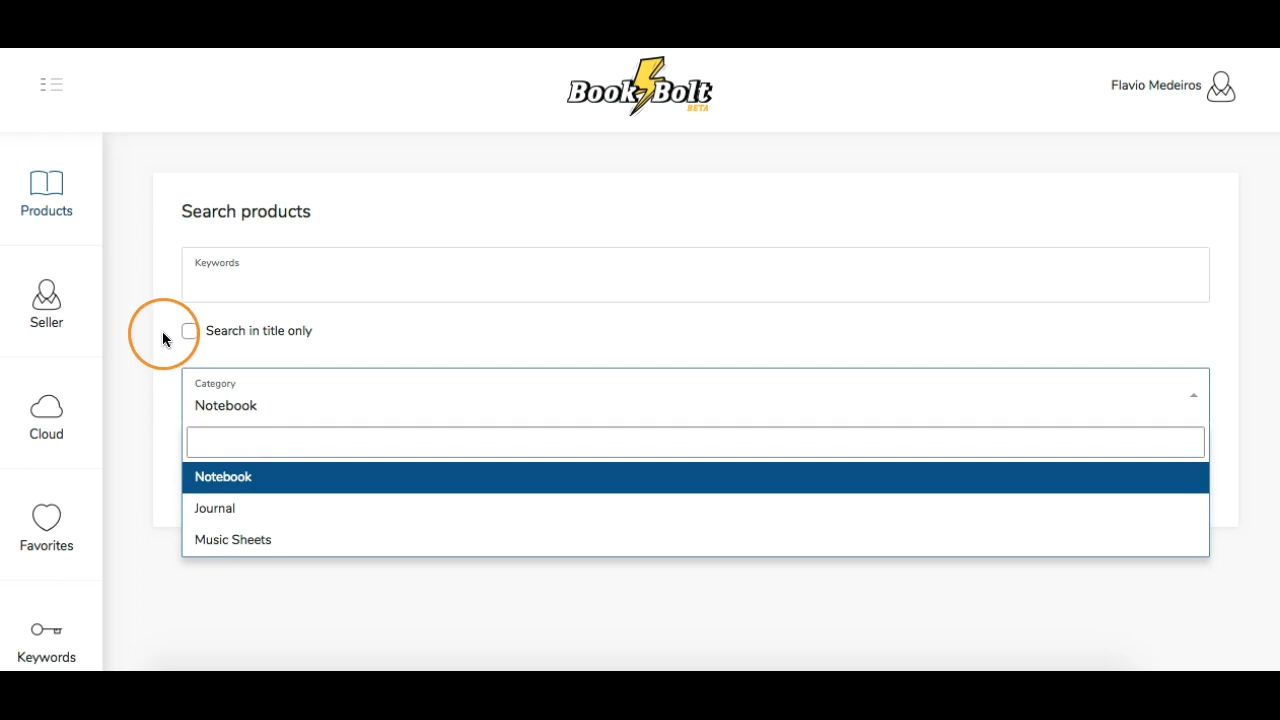 Book Bolt
BETA
Flavio Medeiros
Products
Seller
Cloud
Favorites
Keywords
Search products
Keywords
Search in title only
Category
Notebook
Notebook
Journal
Music Sheets